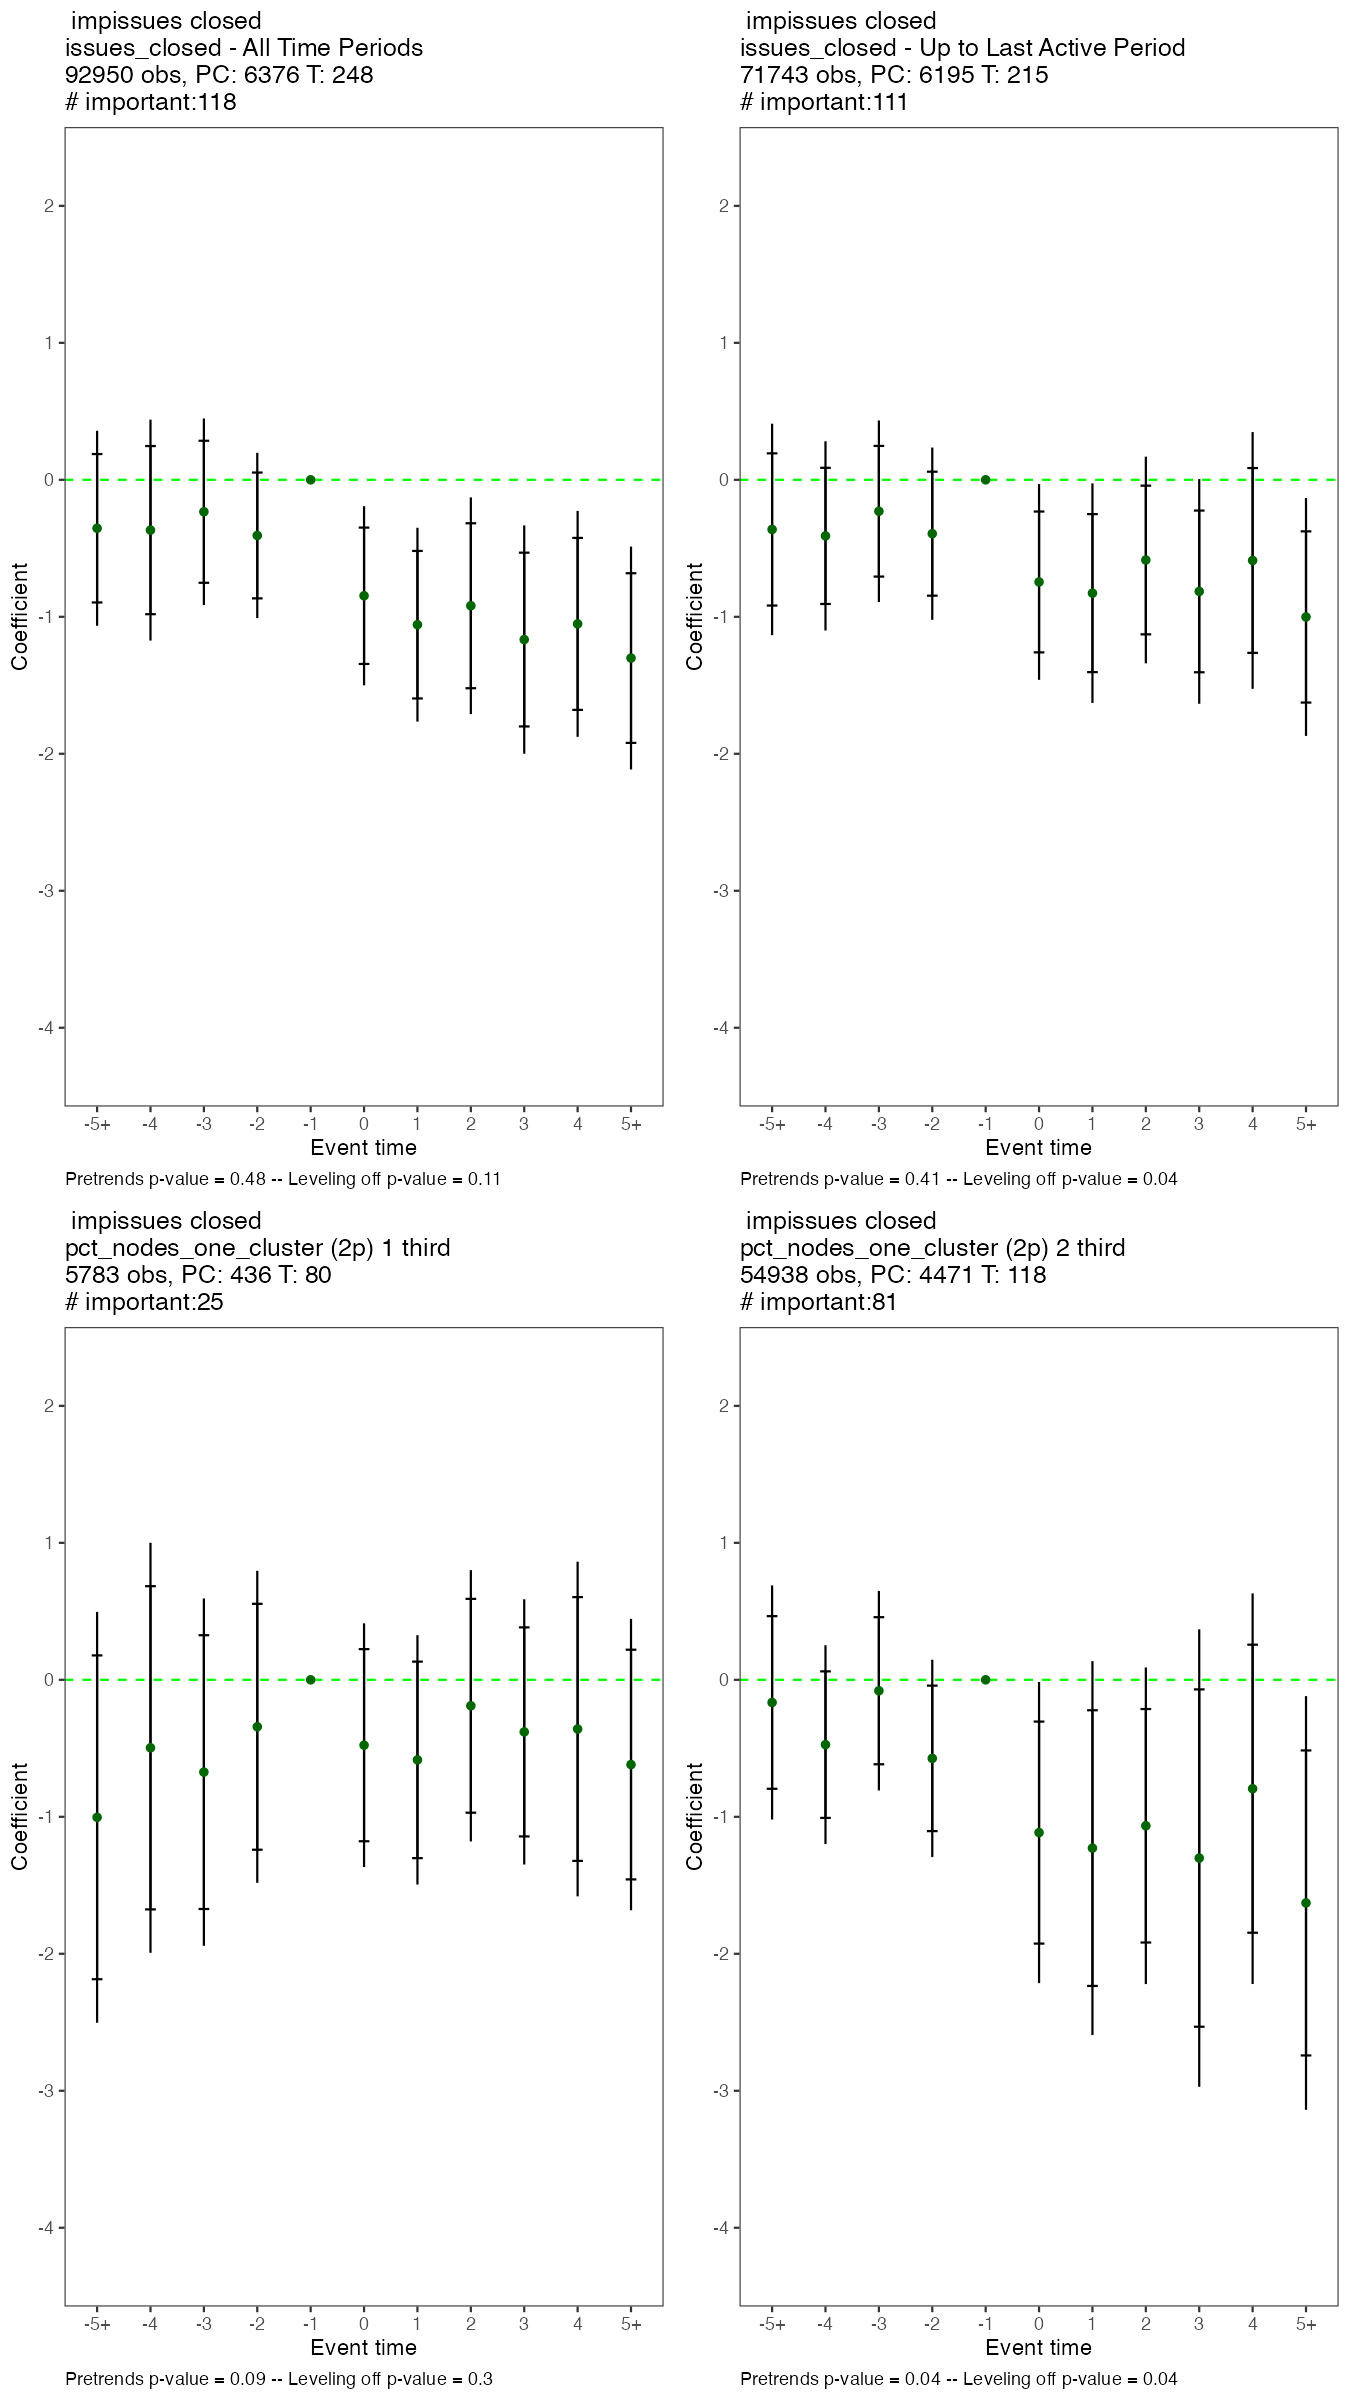 impissues closed
issues_closed - All Time Periods
92950 obs, PC: 6376 T: 248
# important:118
2
1
0
-1
-2
-3
-4
Coefficient
-5+ -4 -3 -2 -1 0 1 2 3 4 5+
Event time
Pretrends p-value = 0.48 -- Leveling off p-value = 0.11
impissues closed
issues_closed - Up to Last Active Period
71743 obs, PC: 6195 T: 215
# important:111
2
1
0
-1
-2
-3
-4
Coefficient
-5+ -4 -3 -2 -1 0 1 2 3 4 5+
Event time
Pretrends p-value = 0.41 -- Leveling off p-value = 0.04
impissues closed
pct_nodes_one_cluster (2p) 1 third
5783 obs, PC: 436 T: 80
# important:25
2
1
0
-1
-2
-3
-4
Coefficient
-5+ -4 -3 -2 -1 0 1 2 3 4 5+
Event time
Pretrends p-value = 0.09 -- Leveling off p-value = 0.3
impissues closed
pct_nodes_one_cluster (2p) 2 third
54938 obs, PC: 4471 T: 118
# important:81
2
1
0
-1
-2
-3
-4
Coefficient
-5+ -4 -3 -2 -1 0 1 2 3 4 5+
Event time
Pretrends p-value = 0.04 -- Leveling off p-value = 0.04